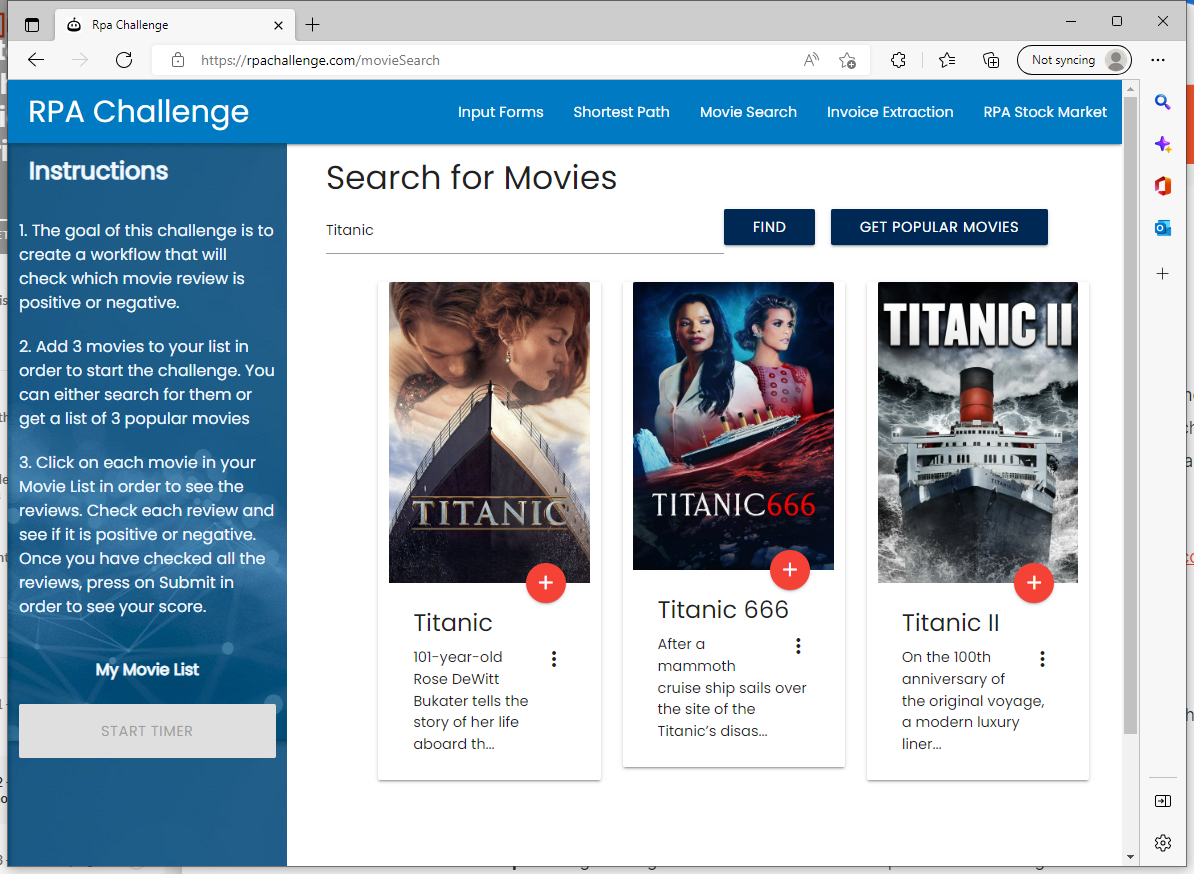 Rpa Challenge
https://rpachallenge.com/movieSearch
Not syncing
RPA Challenge
Input Forms
Shortest Path
Movie Search
Invoice Extraction
RPA Stock Market
Instructions
1. The goal of this challenge is to
create a workflow that will
check which movie review is
positive or negative.
2. Add 3 movies to your list in
order to start the challenge. You
can either search for them or
get a list of 3 popular movies
3. Click on each movie in your
Movie List in order to see the
reviews. Check each review and
see if it is positive or negative.
Once you have checked all the
reviews, press on Submit in
order to see your score.
My Movie List
START TIMER
Search for Movies
Titanic
FIND
GET POPULAR MOVIES
TITANIC
Titanic
101-year-old
Rose DeWitt
Bukater tells the
story of her life
aboard th...
TITANIC666
Titanic 666
After a
mammoth
cruise ship sails over
the site of the
Titanic’s disas...
TITANIC II
TITANIC
Titanic II
On the 100th
anniversary of
the original voyage,
a modern luxury
liner...